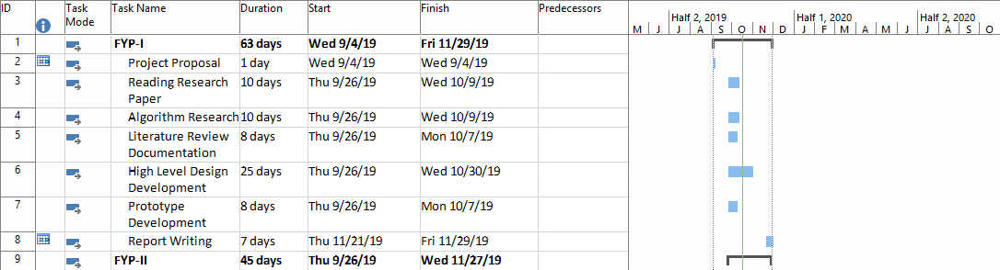 ID Task Mode Task Name Duration Start Finish Predecessors
Half 2, 2019 Half 1, 2020 Half 2, 2020
M J J A S O N D J F M A M J J A S O
1 FYP-I 63 days Wed 9/4/19 Fri 11/29/19
2 Project Proposal 1 day Wed 9/4/19 Wed 9/4/19
3 Reading Research Paper 10 days Thu 9/26/19 Wed 10/9/19
4 Algorithm Research 10 days Thu 9/26/19 Wed 10/9/19
5 Literature Review Documentation 8 days Thu 9/26/19 Mon 10/7/19
6 High Level Design Development 25 days Thu 9/26/19 Wed 10/30/19
7 Prototype Development 8 days Thu 9/26/19 Mon 10/7/19
8 Report Writing 7 days Thu 11/21/19 Fri 11/29/19
9 FYP-II 45 days Thu 9/26/19 Wed 11/27/19